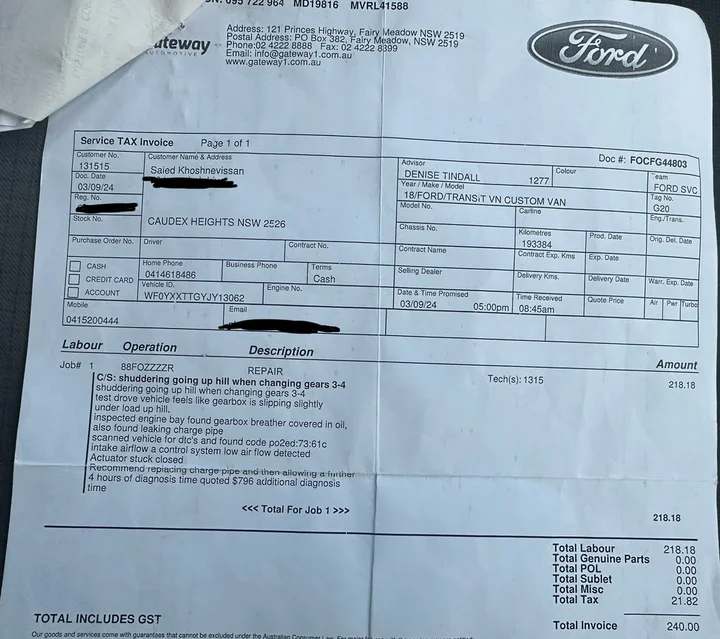 095 722 964 MD19816 MVRL41588
Gateway
AUTOMOTIVE
Address: 121 Princes Highway, Fairy Meadow NSW 2519
Postal Address: PO Box 382, Fairy Meadow, NSW 2519
Phone:02 4222 8888 Fax: 02 4222 8399
Email: info@gateway1.com.au
www.gateway1.com.au
Ford
Service TAX Invoice Page 1 of 1
Doc #: FOCFG44803
Customer No.
131515
Customer Name & Address
Saied Khoshnevissan
Doc. Date
03/09/24
Reg. No.
Stock No.
CAUDEX HEIGHTS NSW 2526
Advisor
DENISE TINDALL 1277
Colour
Team
FORD SVC
Year / Make / Model
18/FORD/TRANSIT VN CUSTOM VAN
Tag No.
G20
Model No.
Carline
Eng./Trans.
Chassis No.
Kilometres
193384
Prod. Date
Orig. Del. Date
Purchase Order No.
Driver
Contract No.
Contract Name
Contract Exp. Kms
Exp. Date
CASH
CREDIT CARD
ACCOUNT
Home Phone
0414618486
Business Phone
Terms
Cash
Selling Dealer
Delivery Kms.
Delivery Date
Warr. Exp. Date
Vehicle ID.
WF0YXXTTGYJY13062
Engine No.
Date & Time Promised
03/09/24 05:00pm
Time Received
08:45am
Quote Price
Air Pwr Turbo
Mobile
0415200444
Email
Labour Operation Description Amount
Job# 1 88FOZZZZR REPAIR Tech(s): 1315 218.18
C/S: shuddering going up hill when changing gears 3-4
shuddering going up hill when changing gears 3-4
test drove vehicle feels like gearbox is slipping slightly
under load up hill.
inspected engine bay found gearbox breather covered in oil,
also found leaking charge pipe
scanned vehicle for dtc's and found code po2ed:73:61c
intake airflow a control system low air flow detected
Actuator stuck closed
Recommend replacing charge pipe and then allowing a further
4 hours of diagnosis time quoted $796 additional diagnosis
time
<<< Total For Job 1 >>> 218.18
Total Labour 218.18
Total Genuine Parts 0.00
Total POL 0.00
Total Sublet 0.00
Total Misc 0.00
Total Tax 21.82
TOTAL INCLUDES GST
Total Invoice 240.00
Our goods and services come with guarantees that cannot be excluded under the Australian Consumer Law.